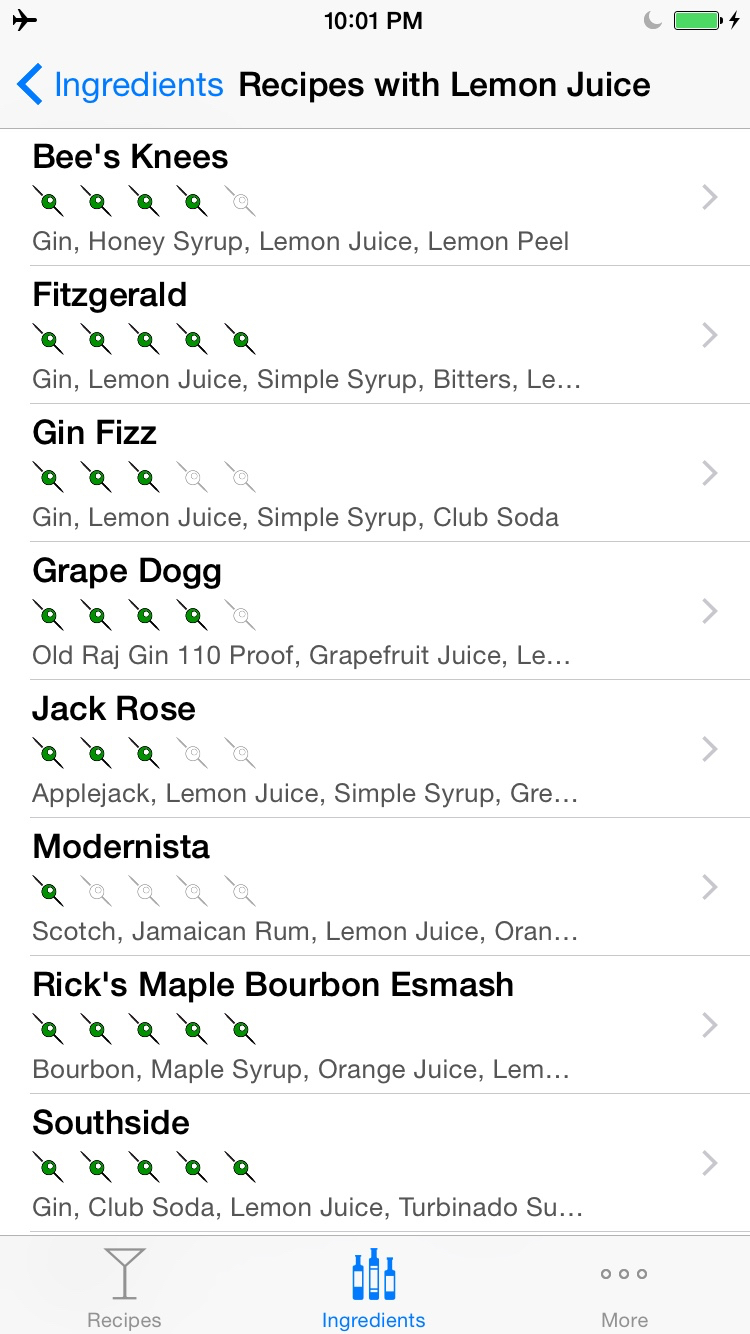 10:01 PM
Ingredients Recipes with Lemon Juice
Bee's Knees
Gin, Honey Syrup, Lemon Juice, Lemon Peel
Fitzgerald
Gin, Lemon Juice, Simple Syrup, Bitters, Le…
Gin Fizz
Gin, Lemon Juice, Simple Syrup, Club Soda
Grape Dogg
Old Raj Gin 110 Proof, Grapefruit Juice, Le…
Jack Rose
Applejack, Lemon Juice, Simple Syrup, Gre…
Modernista
Scotch, Jamaican Rum, Lemon Juice, Oran…
Rick's Maple Bourbon Esmash
Bourbon, Maple Syrup, Orange Juice, Lem…
Southside
Gin, Club Soda, Lemon Juice, Turbinado Su…
Recipes Ingredients More